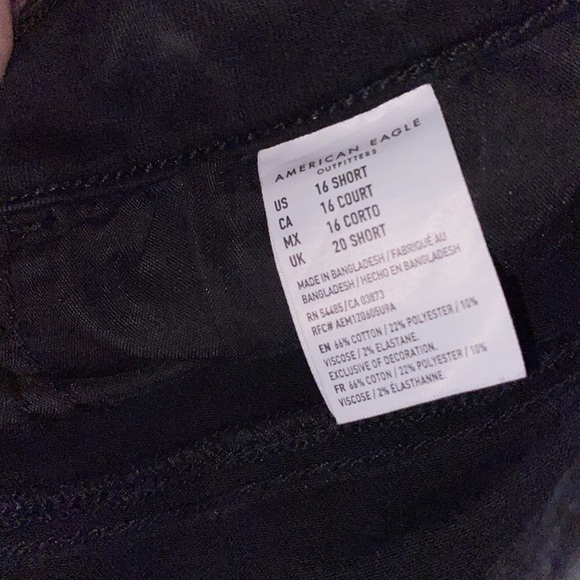 AMERICAN EAGLE
OUTFITTERS
US 16 SHORT
CA 16 COURT
MX 16 CORTO
UK 20 SHORT
MADE IN BANGLADESH / FABRIQUÉ AU
BANGLADESH / HECHO EN BANGLADESH
RN 54485 / CA 03873
RFC# AEM120605U9A
EN 66% COTTON / 22% POLYESTER / 10%
VISCOSE / 2% ELASTANE.
EXCLUSIVE OF DECORATION.
FR 66% COTON / 22% POLYESTER / 10%
VISCOSE / 2% ÉLASTHANNE.